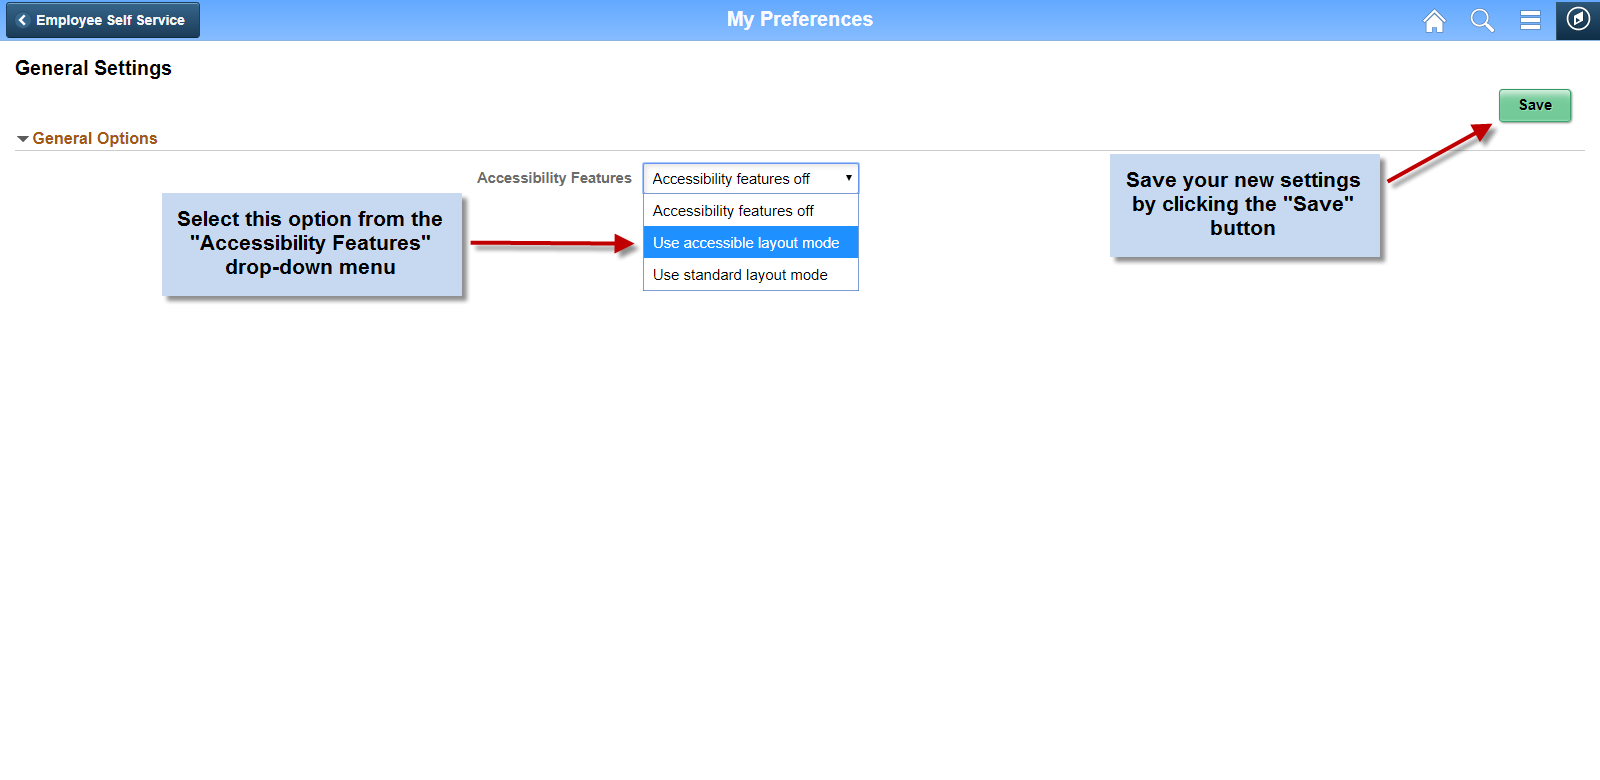 Employee Self Service
My Preferences
General Settings
Save
General Options
Accessibility Features
Accessibility features off
Accessibility features off
Use accessible layout mode
Use standard layout mode
Select this option from the
"Accessibility Features"
drop-down menu
Save your new settings
by clicking the "Save"
button